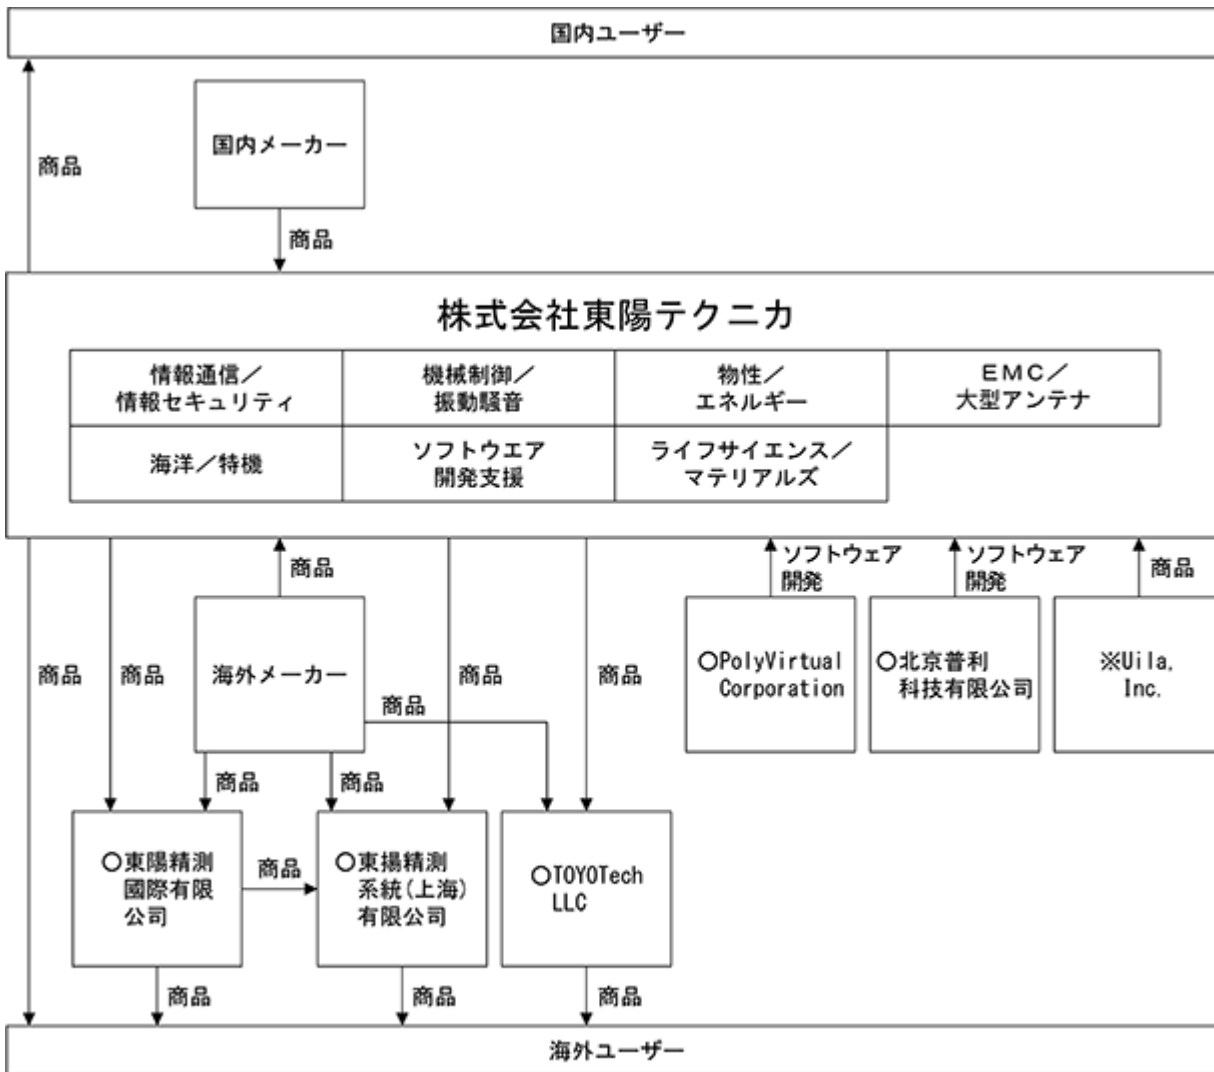 国内ユーザー
国内メーカー
商品
商品
株式会社東陽テクニカ
情報通信／
情報セキュリティ
機械制御／
振動騒音
物性／
エネルギー
ＥＭＣ／
大型アンテナ
海洋／特機
ソフトウエア
開発支援
ライフサイエンス／
マテリアルズ
商品
ソフトウェア
開発
ソフトウェア
開発
商品
商品
商品
海外メーカー
商品
商品
商品
○PolyVirtual
Corporation
○北京普利
科技有限公司
※Uila,
Inc.
商品
商品
○東陽精測
國際有限
公司
商品
○東揚精測
系統(上海)
有限公司
○TOYOTech
LLC
商品
商品
商品
海外ユーザー